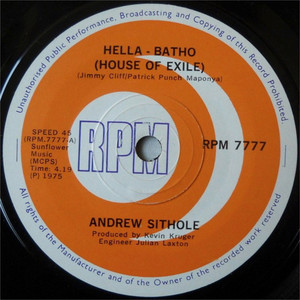 Unauthorised Public Performance, Broadcasting and Copying of this Record Prohibited.
HELLA - BATHO
(HOUSE OF EXILE)
(Jimmy Cliff/Patrick Punch Maponya)
SPEED 45
(RPM.7777-A)
Sunflower
Music
(MCPS)
Time: 4.19
(P) 1975
RPM
RPM 7777
ANDREW SITHOLE
Produced by Kevin Kruger
Engineer Julian Laxton
All rights of the Manufacturer and of the Owner of the recorded work reserved.